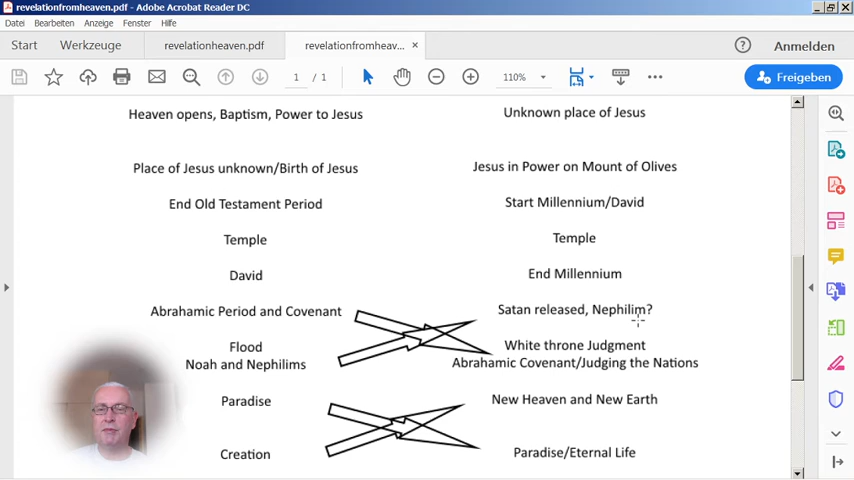 revelationfromheaven.pdf - Adobe Acrobat Reader DC
Datei Bearbeiten Anzeige Fenster Hilfe
Start Werkzeuge revelationheaven.pdf revelationfromheav... × Anmelden
1 / 1 110% Freigeben
Heaven opens, Baptism, Power to Jesus
Unknown place of Jesus
Place of Jesus unknown/Birth of Jesus
Jesus in Power on Mount of Olives
End Old Testament Period
Start Millennium/David
Temple
Temple
David
End Millennium
Abrahamic Period and Covenant
Satan released, Nephilim?
Flood
White throne Judgment
Noah and Nephilims
Abrahamic Covenant/Judging the Nations
Paradise
New Heaven and New Earth
Creation
Paradise/Eternal Life